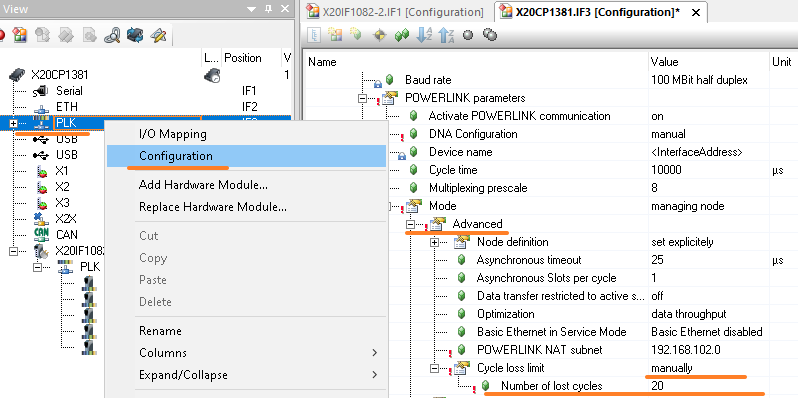 View
L... Position V
X20CP1381 1
Serial IF1
ETH IF2
PLK
USB
USB
X1
X2
X3
X2X
CAN
X20IF1082
PLK
I/O Mapping
Configuration
Add Hardware Module...
Replace Hardware Module...
Cut
Copy
Paste
Delete
Rename
Columns
Expand/Collapse
X20IF1082-2.IF1 [Configuration] X20CP1381.IF3 [Configuration]*
Name Value Unit
Baud rate 100 MBit half duplex
POWERLINK parameters
Activate POWERLINK communication on
DNA Configuration manual
Device name <InterfaceAddress>
Cycle time 10000 µs
Multiplexing prescale 8
Mode managing node
Advanced
Node definition set explicitely
Asynchronous timeout 25 µs
Asynchronous Slots per cycle 1
Data transfer restricted to active s... off
Optimization data throughput
Basic Ethernet in Service Mode Basic Ethernet disabled
POWERLINK NAT subnet 192.168.102.0
Cycle loss limit manually
Number of lost cycles 20